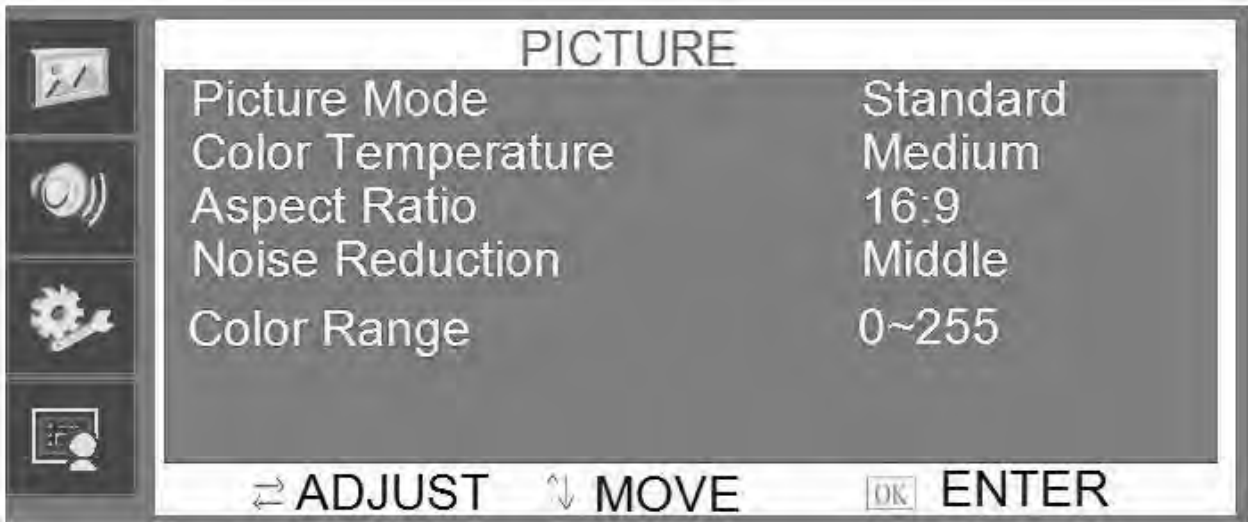 PICTURE
Picture Mode Standard
Color Temperature Medium
Aspect Ratio 16:9
Noise Reduction Middle
Color Range 0~255
ADJUST MOVE OK ENTER